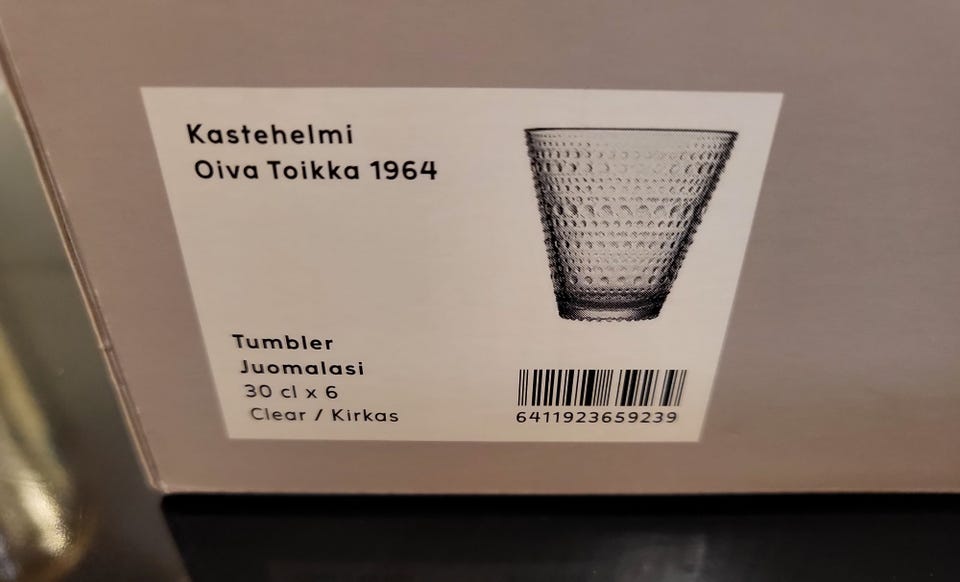 Kastehelmi
Oiva Toikka 1964
Tumbler
Juomalasi
30 cl x 6
Clear / Kirkas
6411923659239